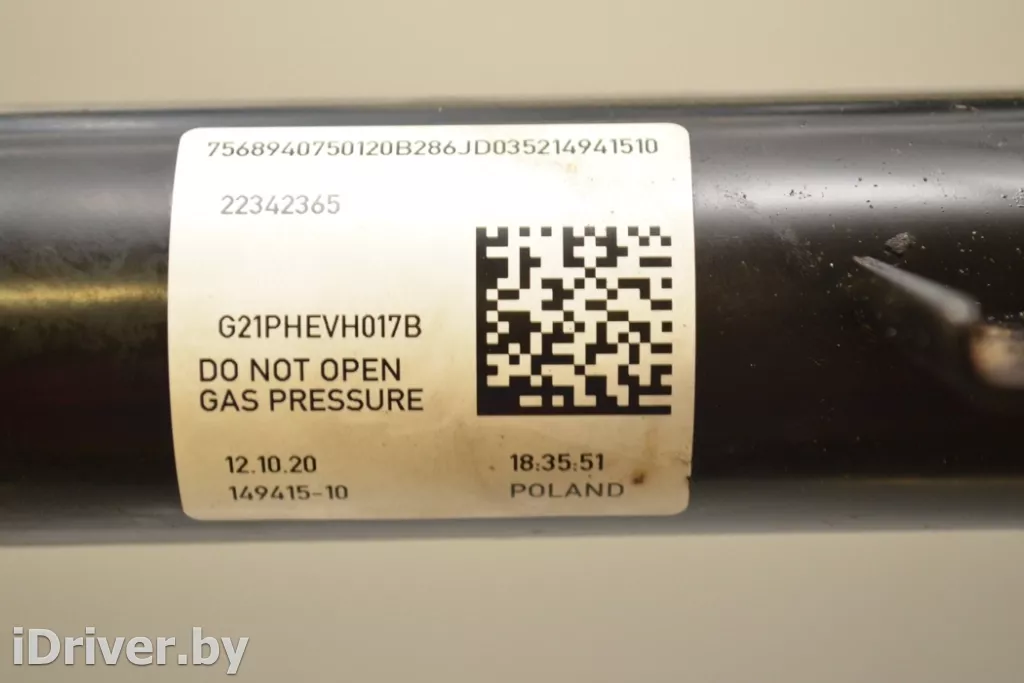 7568940750120B286JD035214941510
22342365
G21PHEVH017B
DO NOT OPEN
GAS PRESSURE
12.10.20
18:35:51
149415-10
POLAND
iDriver.by